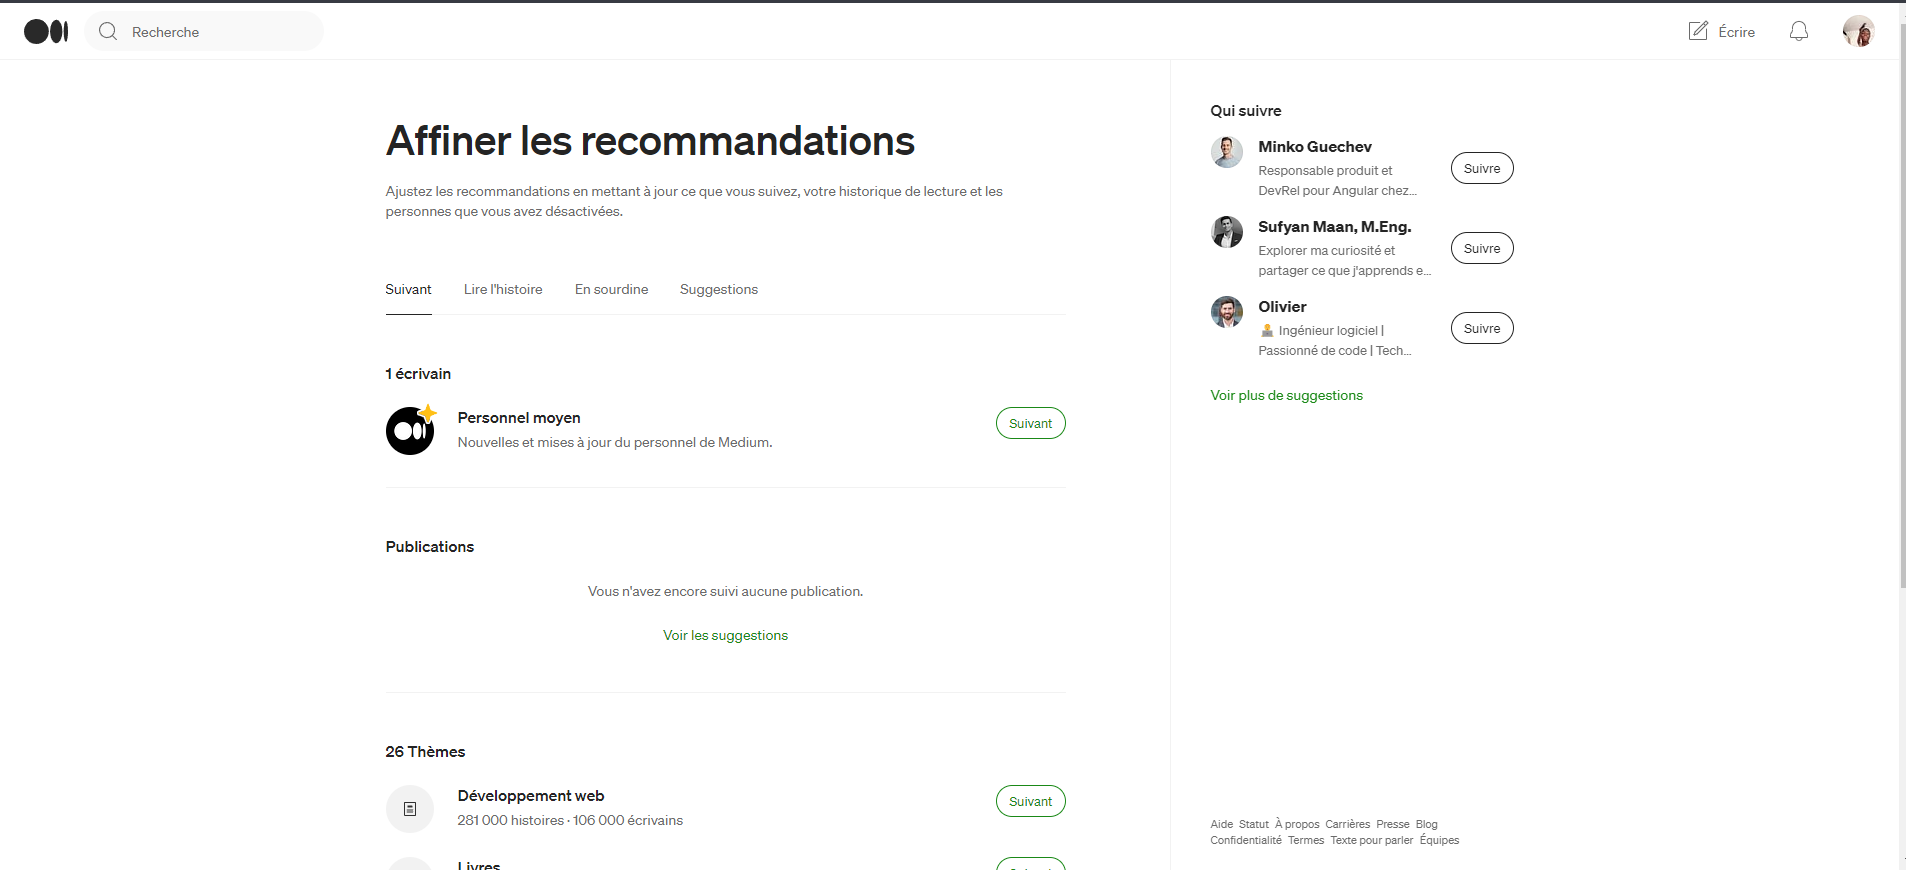 Recherche
Écrire
Affiner les recommandations
Ajustez les recommandations en mettant à jour ce que vous suivez, votre historique de lecture et les
personnes que vous avez désactivées.
Suivant
Lire l'histoire
En sourdine
Suggestions
1 écrivain
Personnel moyen
Nouvelles et mises à jour du personnel de Medium.
Suivant
Publications
Vous n'avez encore suivi aucune publication.
Voir les suggestions
26 Thèmes
Développement web
281 000 histoires · 106 000 écrivains
Suivant
Livres
Qui suivre
Minko Guechev
Responsable produit et
DevRel pour Angular chez...
Suivre
Sufyan Maan, M.Eng.
Explorer ma curiosité et
partager ce que j'apprends e...
Suivre
Olivier
Ingénieur logiciel |
Passionné de code | Tech...
Suivre
Voir plus de suggestions
Aide Statut À propos Carrières Presse Blog
Confidentialité Termes Texte pour parler Équipes